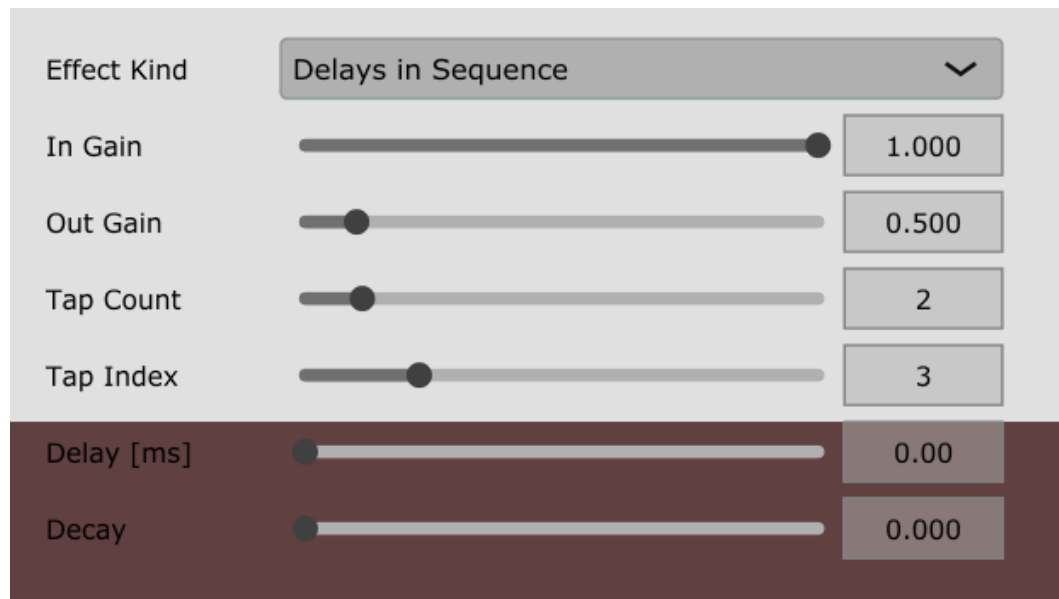 Effect Kind Delays in Sequence
In Gain 1.000
Out Gain 0.500
Tap Count 2
Tap Index 3
Delay [ms] 0.00
Decay 0.000